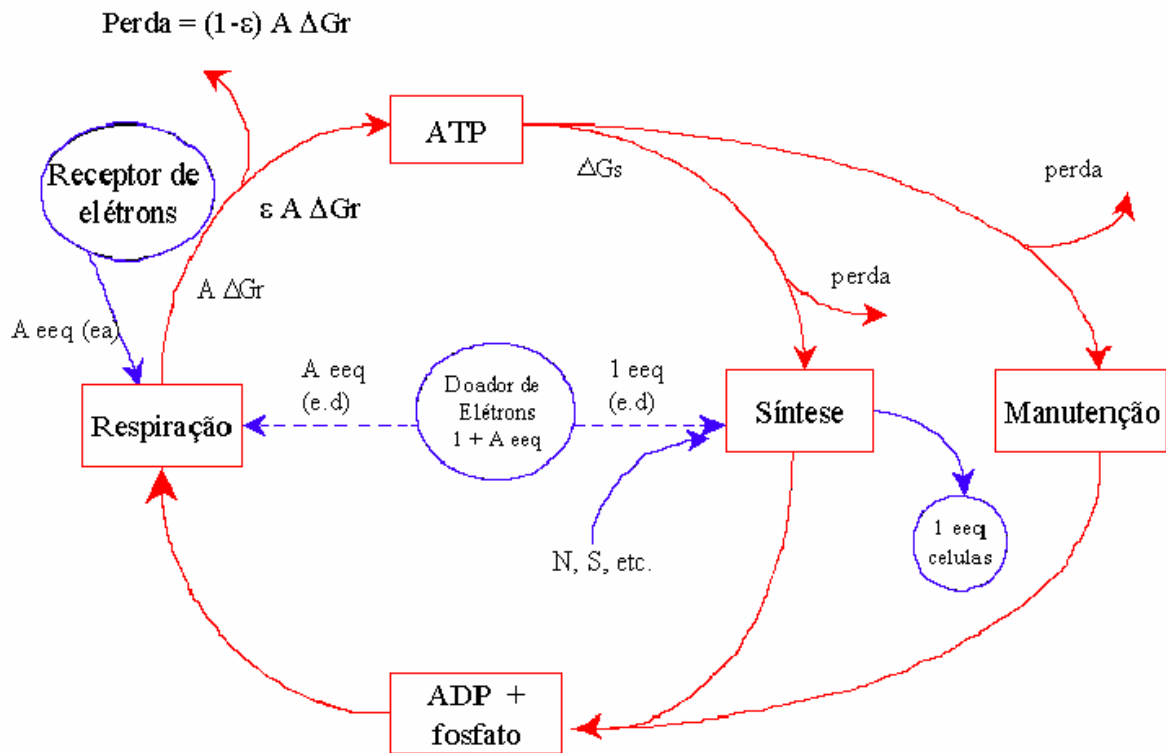 Perda = (1-ε) A ΔGr
ATP
Receptor de
elétrons
ΔGs
perda
ε A ΔGr
A ΔGr
perda
A eeq (ea)
A eeq
(e.d)
Doador de
Elétrons
1 + A eeq
1 eeq
(e.d)
Respiração
Síntese
Manutenção
N, S, etc.
1 eeq
celulas
ADP +
fosfato